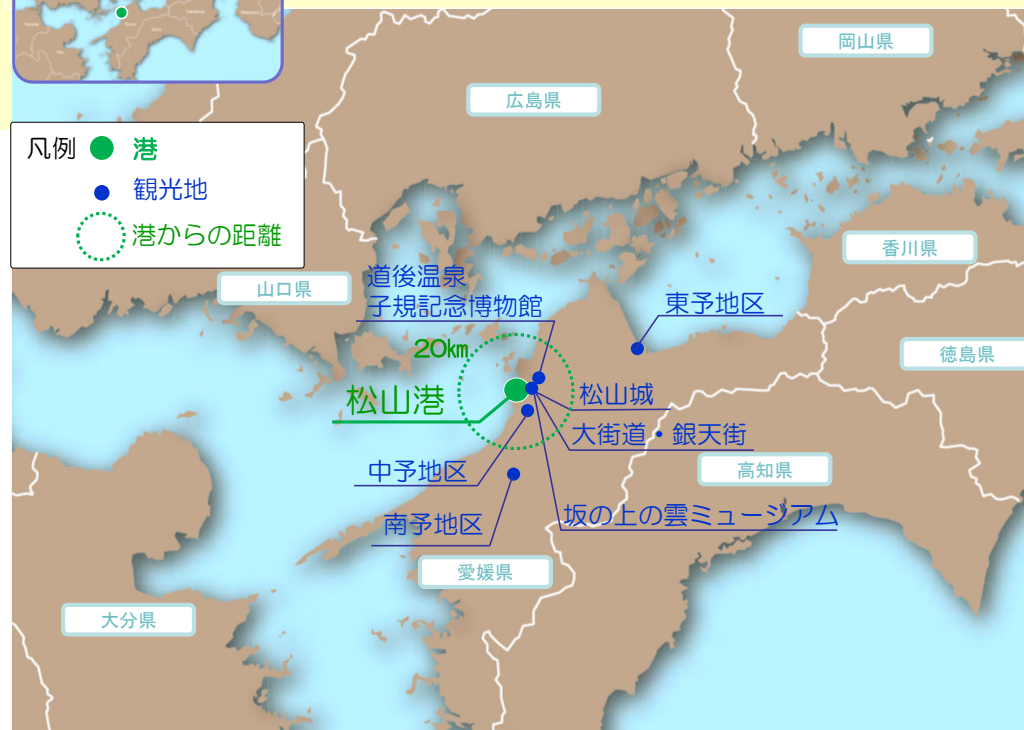 岡山県
広島県
凡例
港
観光地
港からの距離
香川県
山口県
道後温泉
子規記念博物館
東予地区
20km
徳島県
松山港
松山城
大街道・銀天街
中予地区
高知県
南予地区
坂の上の雲ミュージアム
愛媛県
大分県